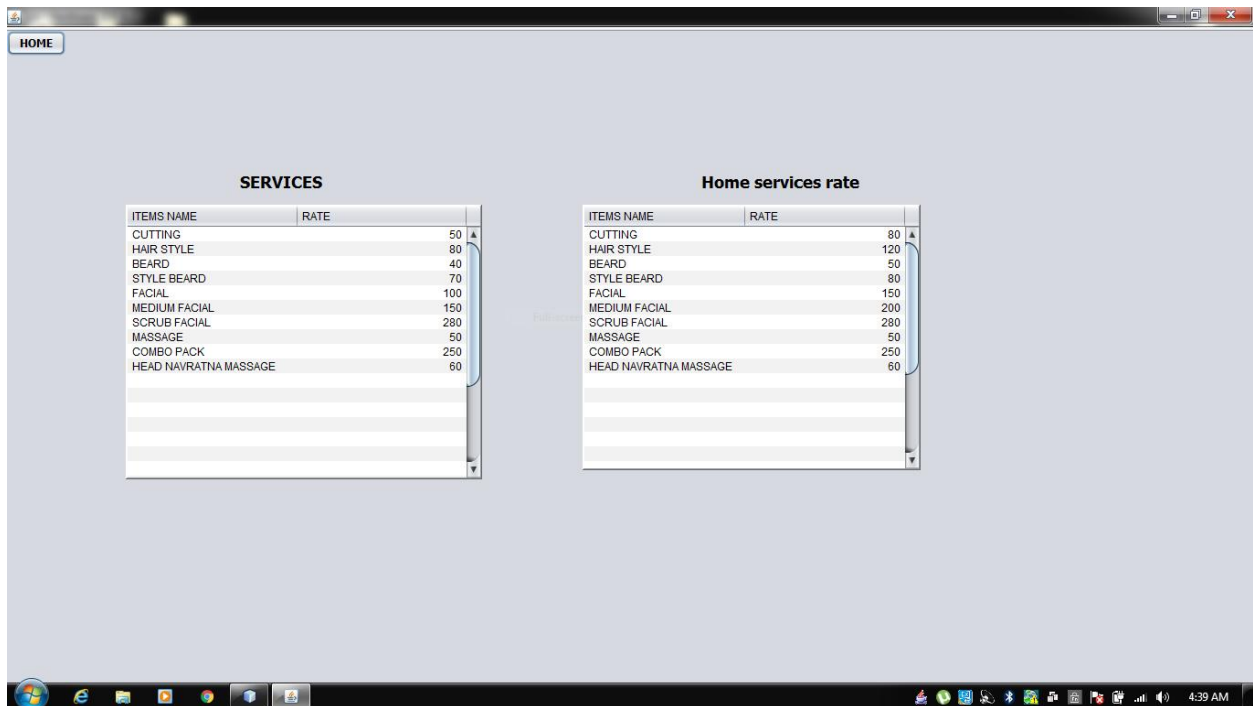 HOME
SERVICES
ITEMS NAME RATE
CUTTING 50
HAIR STYLE 80
BEARD 40
STYLE BEARD 70
FACIAL 100
MEDIUM FACIAL 150
SCRUB FACIAL 280
MASSAGE 50
COMBO PACK 250
HEAD NAVRATNA MASSAGE 60
Home services rate
ITEMS NAME RATE
CUTTING 80
HAIR STYLE 120
BEARD 50
STYLE BEARD 80
FACIAL 150
MEDIUM FACIAL 200
SCRUB FACIAL 280
MASSAGE 50
COMBO PACK 250
HEAD NAVRATNA MASSAGE 60
4:39 AM